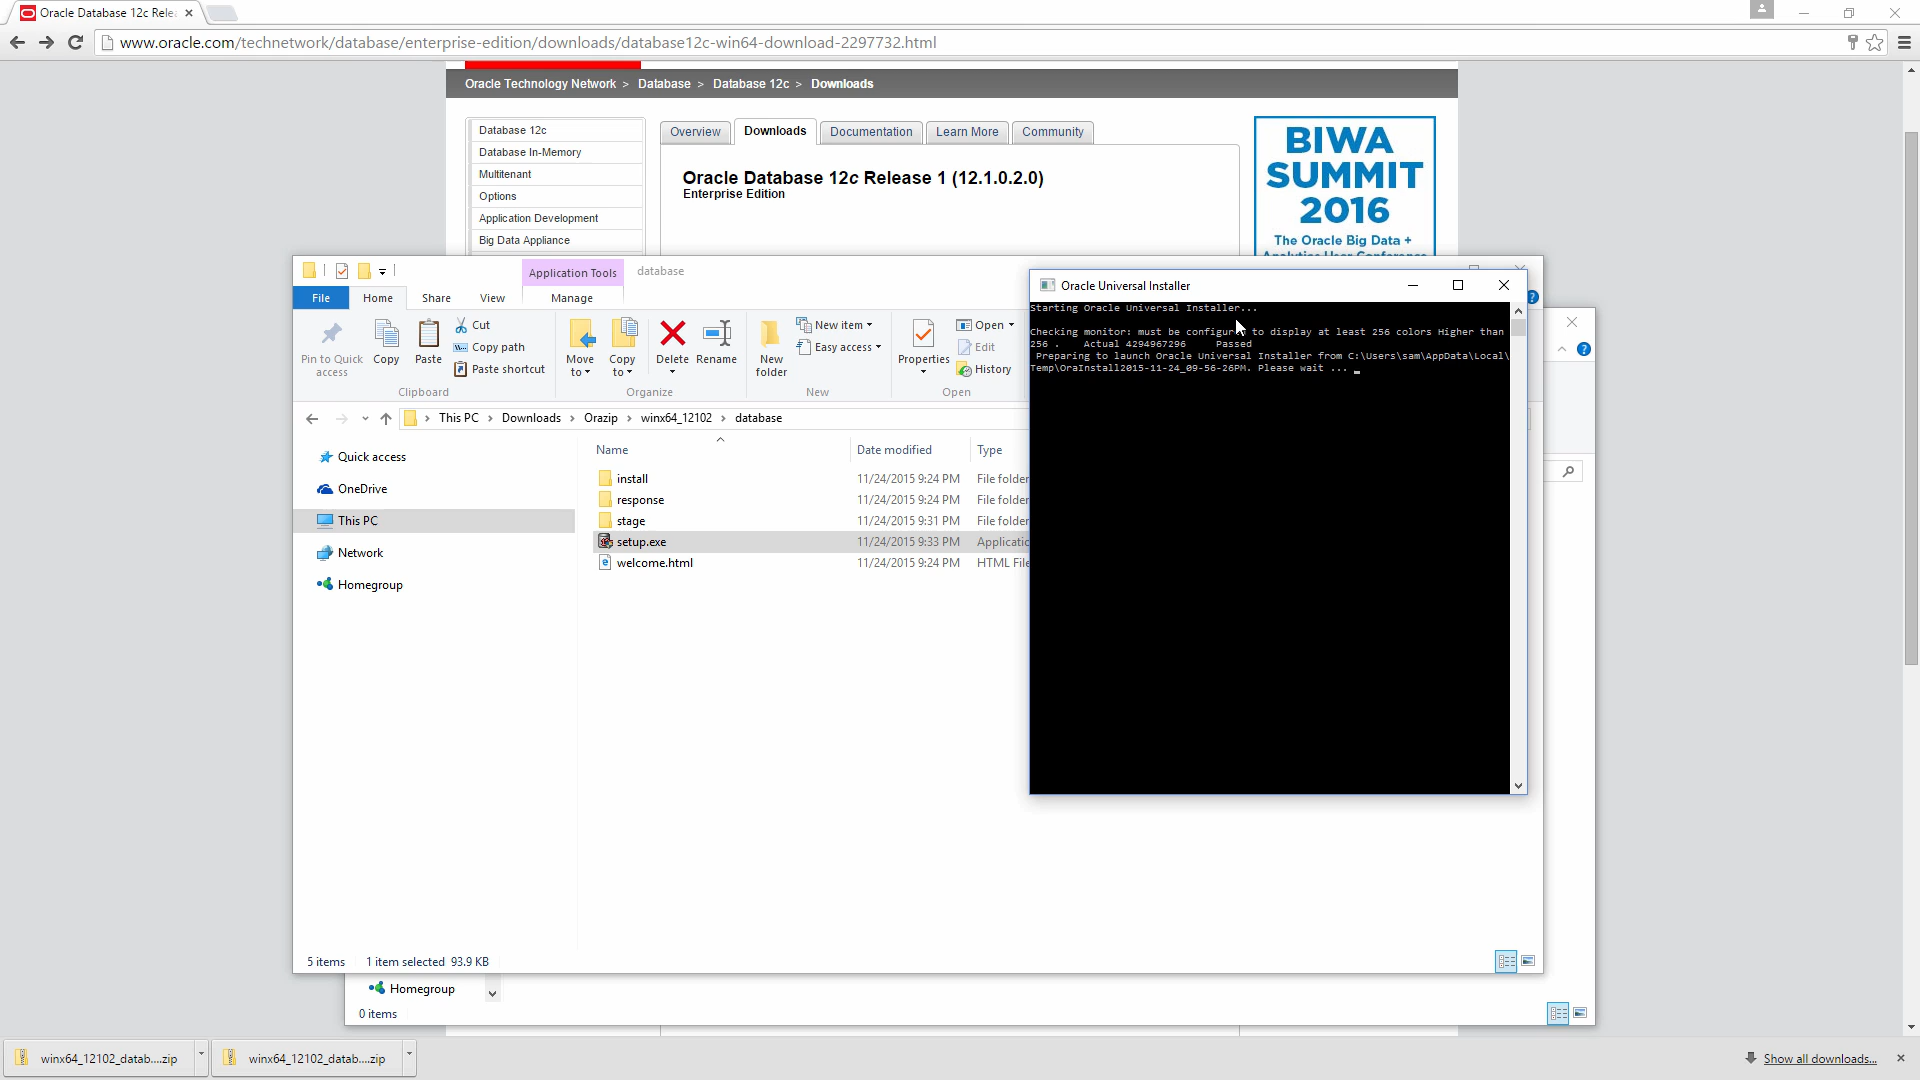 Oracle Database 12c Rele
www.oracle.com/technetwork/database/enterprise-edition/downloads/database12c-win64-download-2297732.html
Oracle Technology Network > Database > Database 12c > Downloads
Database 12c
Database In-Memory
Multitenant
Options
Application Development
Big Data Appliance
Overview
Downloads
Documentation
Learn More
Community
Oracle Database 12c Release 1 (12.1.0.2.0)
Enterprise Edition
BIWA
SUMMIT
2016
The Oracle Big Data +
Analytics User Conference
Application Tools
database
File
Home
Share
View
Manage
Pin to Quick
access
Copy
Paste
Cut
Copy path
Paste shortcut
Clipboard
Move
to
Copy
to
Delete
Rename
Organize
New
folder
New item
Easy access
New
Properties
Open
Edit
History
Open
This PC > Downloads > Orazip > winx64_12102 > database
Quick access
OneDrive
This PC
Network
Homegroup
Name Date modified Type
install 11/24/2015 9:24 PM File folder
response 11/24/2015 9:24 PM File folder
stage 11/24/2015 9:31 PM File folder
setup.exe 11/24/2015 9:33 PM Applicatio
welcome.html 11/24/2015 9:24 PM HTML File
5 items 1 item selected 93.9 KB
Oracle Universal Installer
Starting Oracle Universal Installer...
Checking monitor: must be configured to display at least 256 colors Higher than
256 . Actual 4294967296 Passed
Preparing to launch Oracle Universal Installer from C:\Users\sam\AppData\Local\
Temp\OraInstall2015-11-24_09-56-26PM. Please wait ... _
Homegroup
0 items
winx64_12102_datab....zip
winx64_12102_datab....zip
Show all downloads...